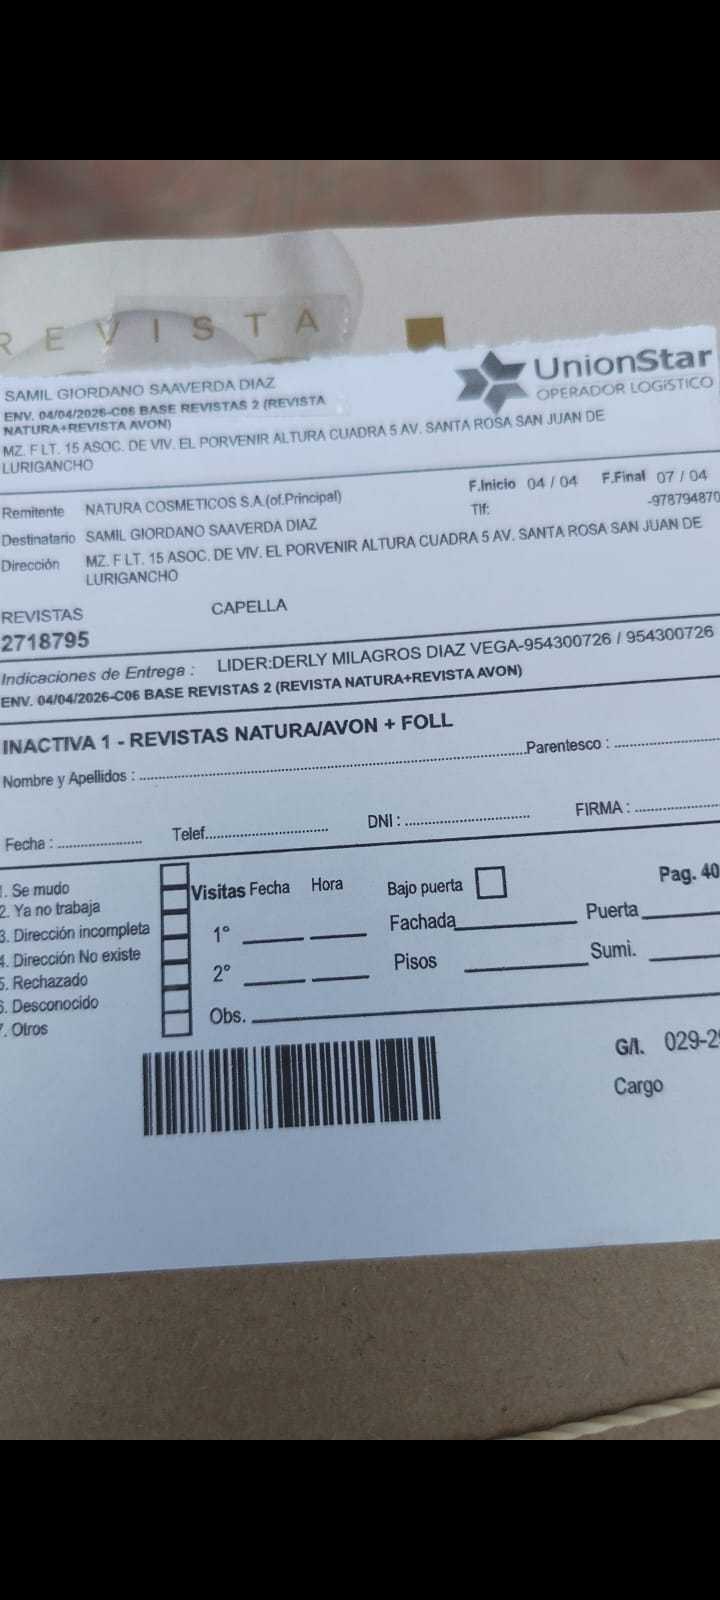 REVISTA
SAMIL GIORDANO SAAVERDA DIAZ
ENV. 04/04/2026-C06 BASE REVISTAS 2 (REVISTA
NATURA+REVISTA AVON)
MZ. F LT. 15 ASOC. DE VIV. EL PORVENIR ALTURA CUADRA 5 AV. SANTA ROSA SAN JUAN DE
LURIGANCHO
UnionStar
OPERADOR LOGíSTICO
Remitente NATURA COSMETICOS S.A.(of.Principal)
F.Inicio 04 / 04 F.Final 07 / 04
Destinatario SAMIL GIORDANO SAAVERDA DIAZ
Tlf: -978794870
Dirección MZ. F LT. 15 ASOC. DE VIV. EL PORVENIR ALTURA CUADRA 5 AV. SANTA ROSA SAN JUAN DE
LURIGANCHO
REVISTAS CAPELLA
2718795
Indicaciones de Entrega : LIDER:DERLY MILAGROS DIAZ VEGA-954300726 / 954300726
ENV. 04/04/2026-C06 BASE REVISTAS 2 (REVISTA NATURA+REVISTA AVON)
INACTIVA 1 - REVISTAS NATURA/AVON + FOLL
Nombre y Apellidos : Parentesco :
Fecha : Telef. DNI : FIRMA :
1. Se mudo
2. Ya no trabaja
3. Dirección incompleta
4. Dirección No existe
5. Rechazado
6. Desconocido
7. Otros
Visitas Fecha Hora Bajo puerta Pag. 40
1° Fachada Puerta
2° Pisos Sumi.
Obs.
G/I. 029-2
Cargo